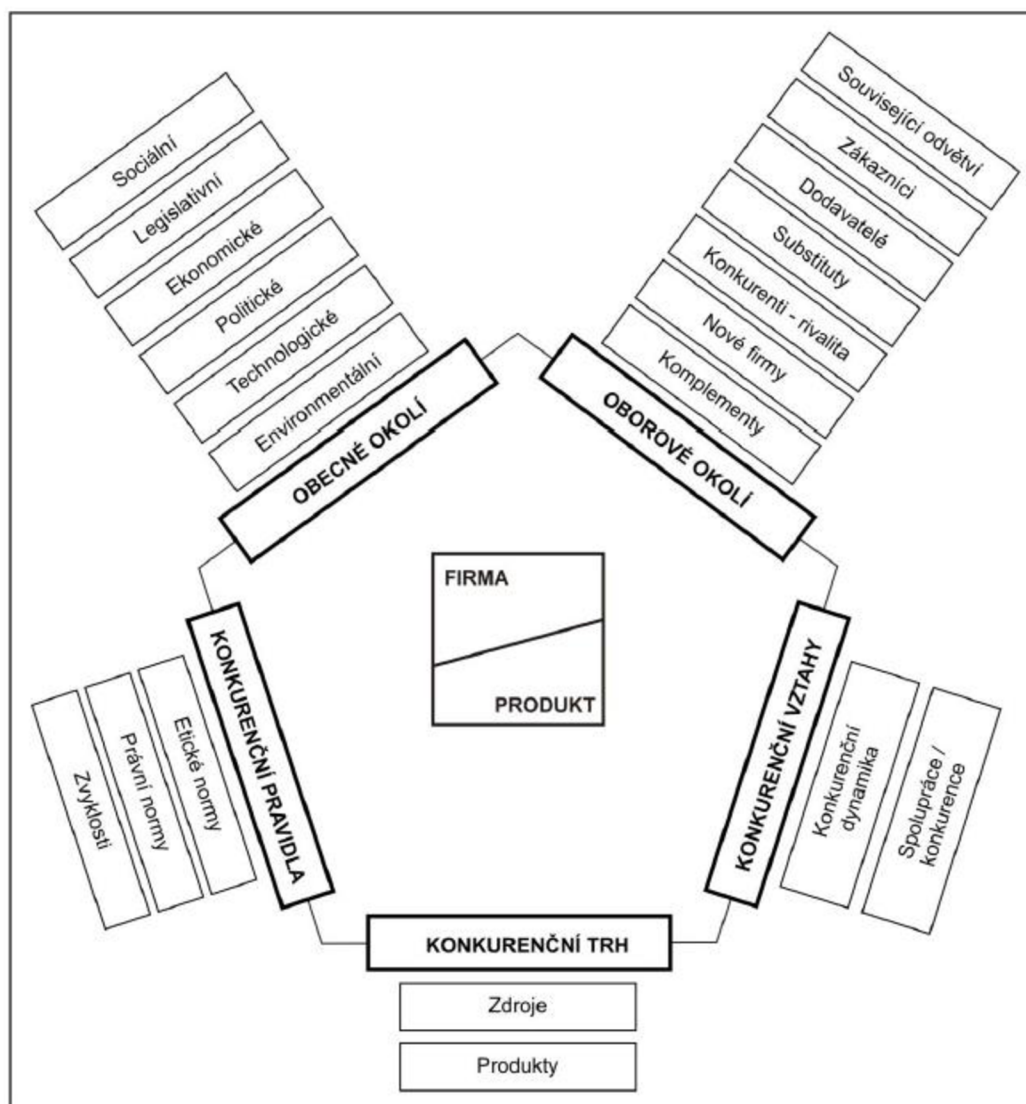 Sociální
Legislativní
Ekonomické
Politické
Technologické
Environmentální
OBECNÉ OKOLÍ
Související odvětví
Zákazníci
Dodavatelé
Substituty
Konkurenti - rivalita
Nové firmy
Komplementy
OBOROVÉ OKOLÍ
FIRMA
PRODUKT
KONKURENČNÍ PRAVIDLA
Etické normy
Právní normy
Zvyklosti
KONKURENČNÍ VZTAHY
Konkurenční
dynamika
Spolupráce /
konkurence
KONKURENČNÍ TRH
Zdroje
Produkty